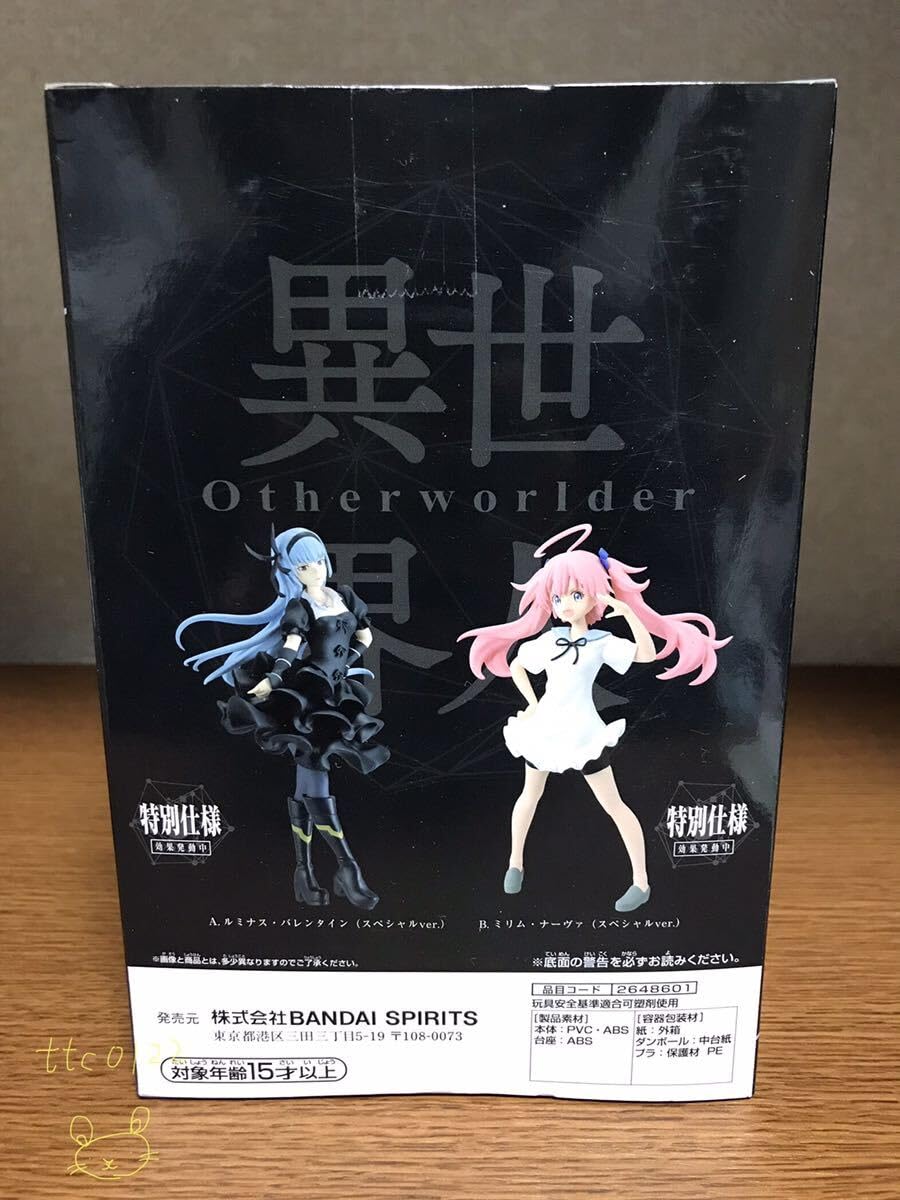 異世
Otherworlder
界人
特別仕様
効果発動中
特別仕様
効果発動中
A. ルミナス・バレンタイン（スペシャルver.）
B. ミリム・ナーヴァ（スペシャルver.）
※画像と商品とは、多少異なりますのでご了承ください。
※底面の警告を必ずお読みください。
発売元 株式会社BANDAI SPIRITS
東京都港区三田三丁目5-19 〒108-0073
対象年齢15才以上
品目コード 2648601
玩具安全基準適合可塑剤使用
[製品素材]
本体：PVC・ABS
台座：ABS
[容器包装材]
紙：外箱
ダンボール：中台紙
プラ：保護材 PE